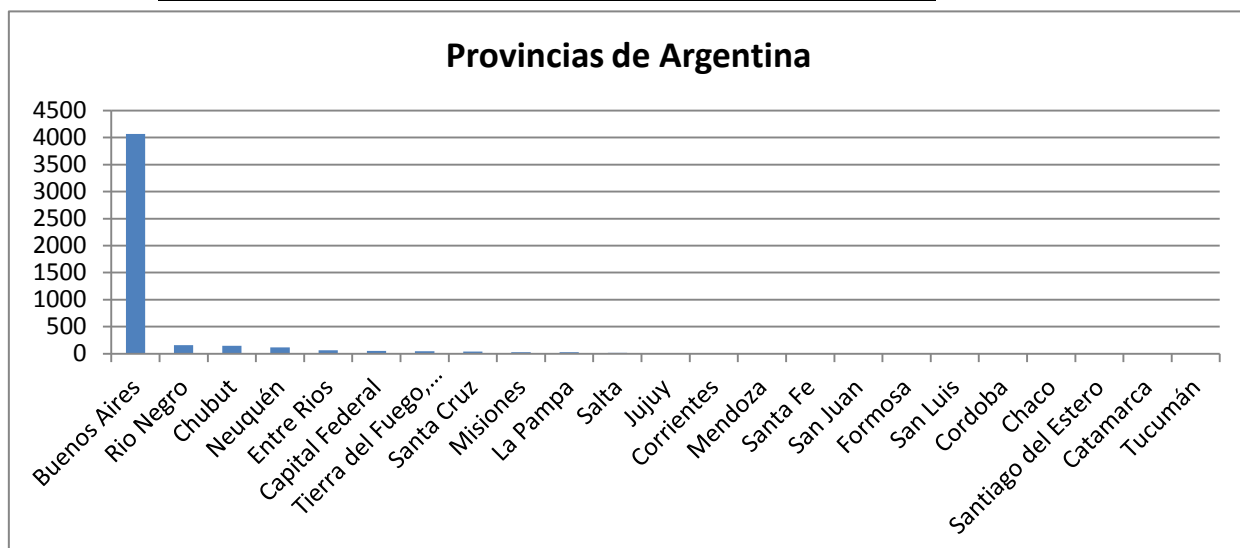 Provincias de Argentina
4500
4000
3500
3000
2500
2000
1500
1000
500
0
Buenos Aires
Rio Negro
Chubut
Neuquén
Entre Rios
Capital Federal
Tierra del Fuego,...
Santa Cruz
Misiones
La Pampa
Salta
Jujuy
Corrientes
Mendoza
Santa Fe
San Juan
Formosa
San Luis
Cordoba
Chaco
Santiago del Estero
Catamarca
Tucumán